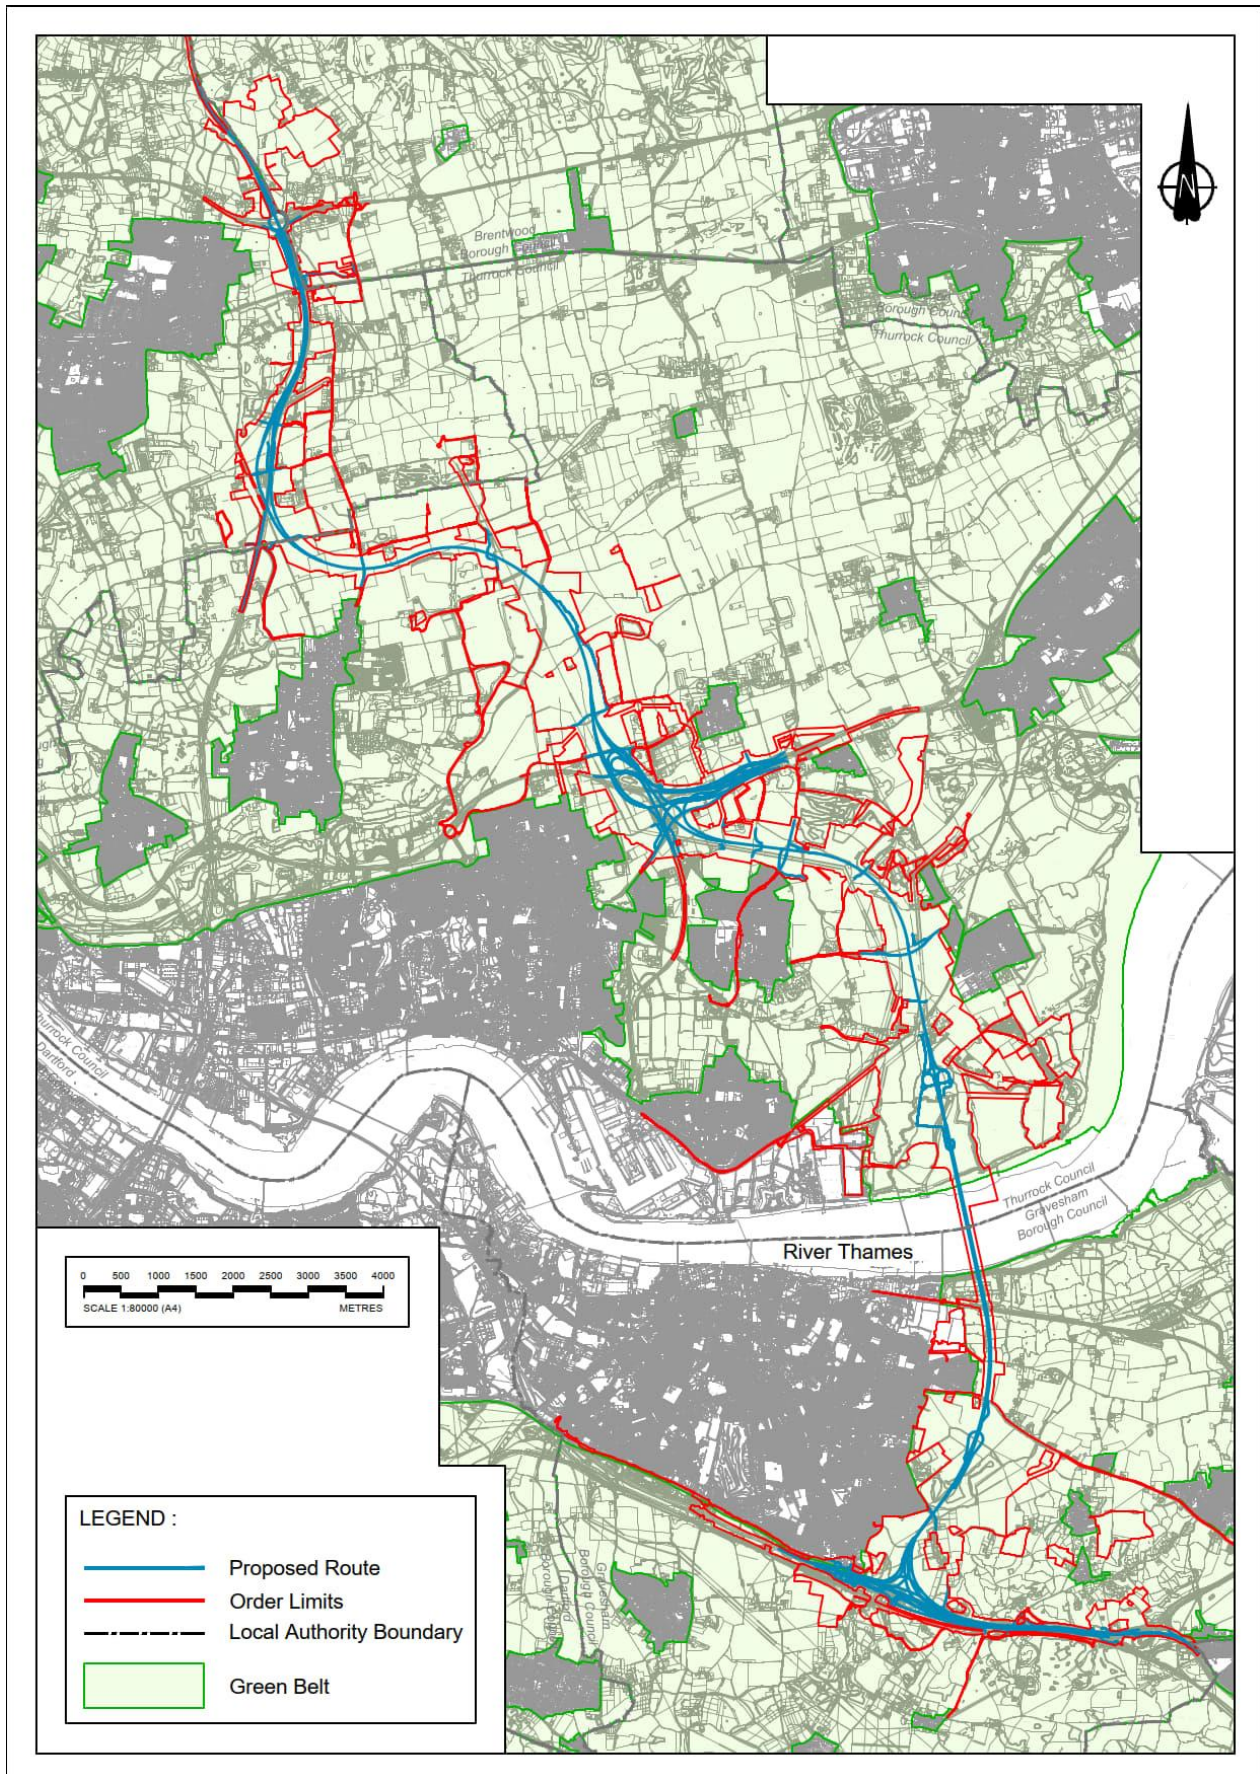 N
Brentwood
Borough Council
Thurrock Council
Borough Counc
Thurrock Council
Thurrock Council
Dartford
Thurrock Council
Gravesham
Borough Council
River Thames
0 500 1000 1500 2000 2500 3000 3500 4000
SCALE 1:80000 (A4) METRES
Gravesham
Borough Council
Dartford
Borough Council
LEGEND :
Proposed Route
Order Limits
Local Authority Boundary
Green Belt